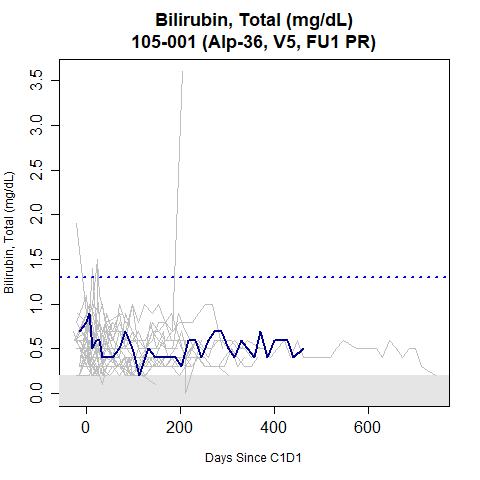 Bilirubin, Total (mg/dL)
105-001 (Alp-36, V5, FU1 PR)
Bilirubin, Total (mg/dL)
3.5
3.0
2.5
2.0
1.5
1.0
0.5
0.0
0 200 400 600
Days Since C1D1